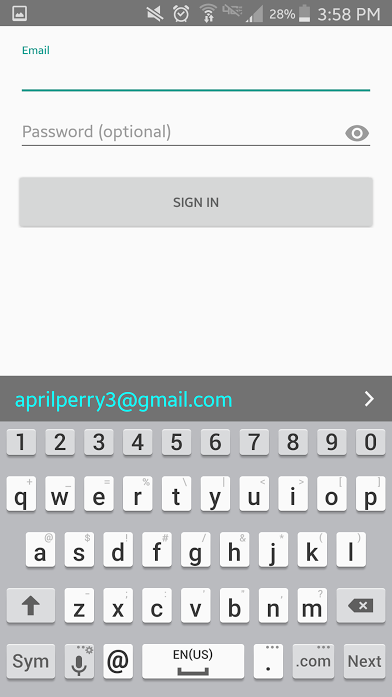 28% 3:58 PM
Email
Password (optional)
SIGN IN
aprilperry3@gmail.com
1 2 3 4 5 6 7 8 9 0
+ _ = % \ | < > [ ]
q w e r t y u i o p
@ $ ! # / & * ( )
a s d f g h j k l
- ' " : ; , ?
z x c v b n m
Sym @ EN(US) . .com Next